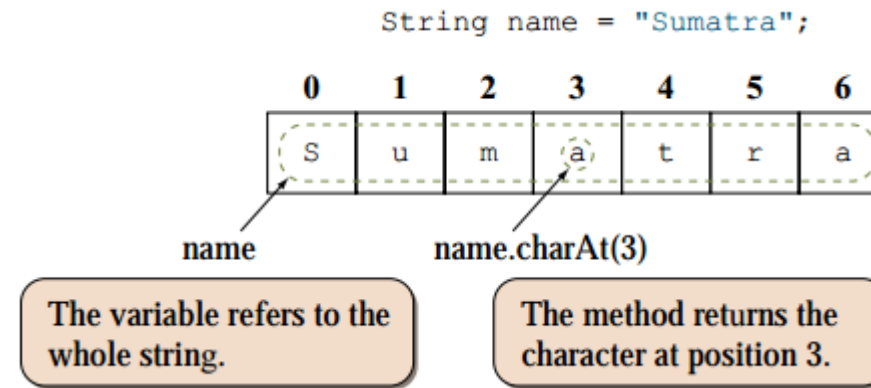 String name = "Sumatra";
0 1 2 3 4 5 6
S u m a t r a
name name.charAt(3)
The variable refers to the
whole string.
The method returns the
character at position 3.